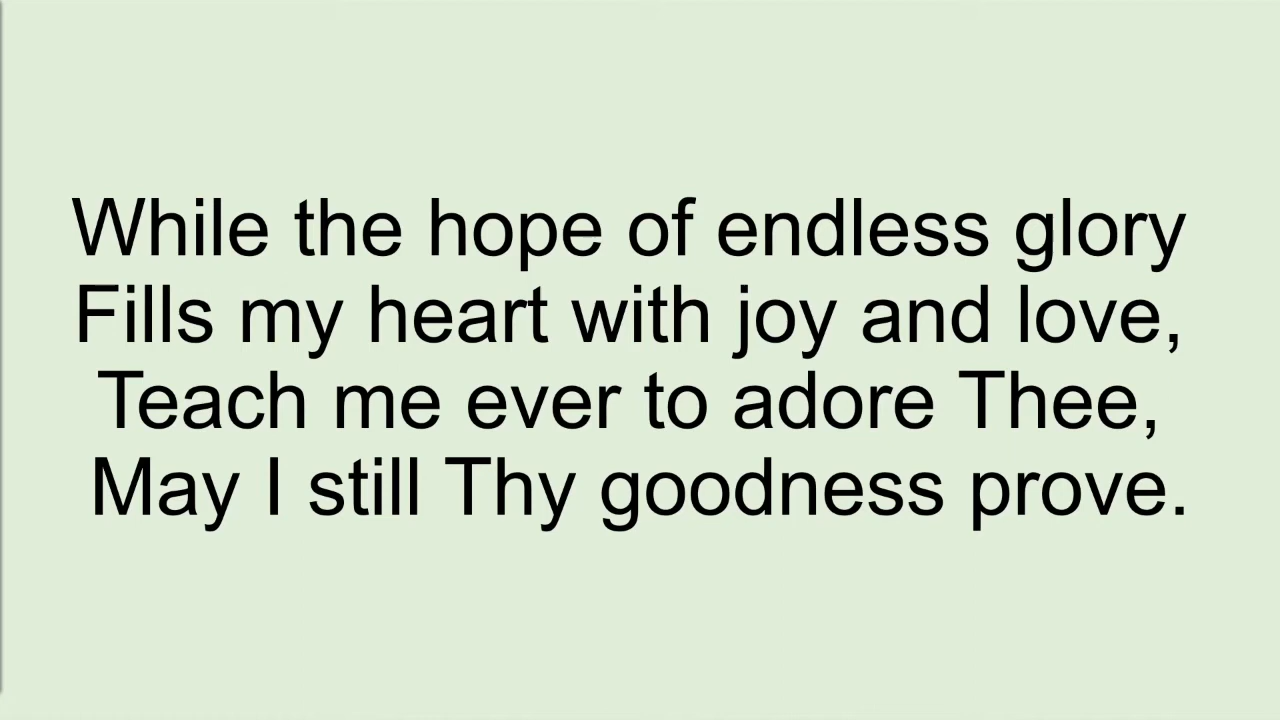 While the hope of endless glory
Fills my heart with joy and love,
Teach me ever to adore Thee,
May I still Thy goodness prove.